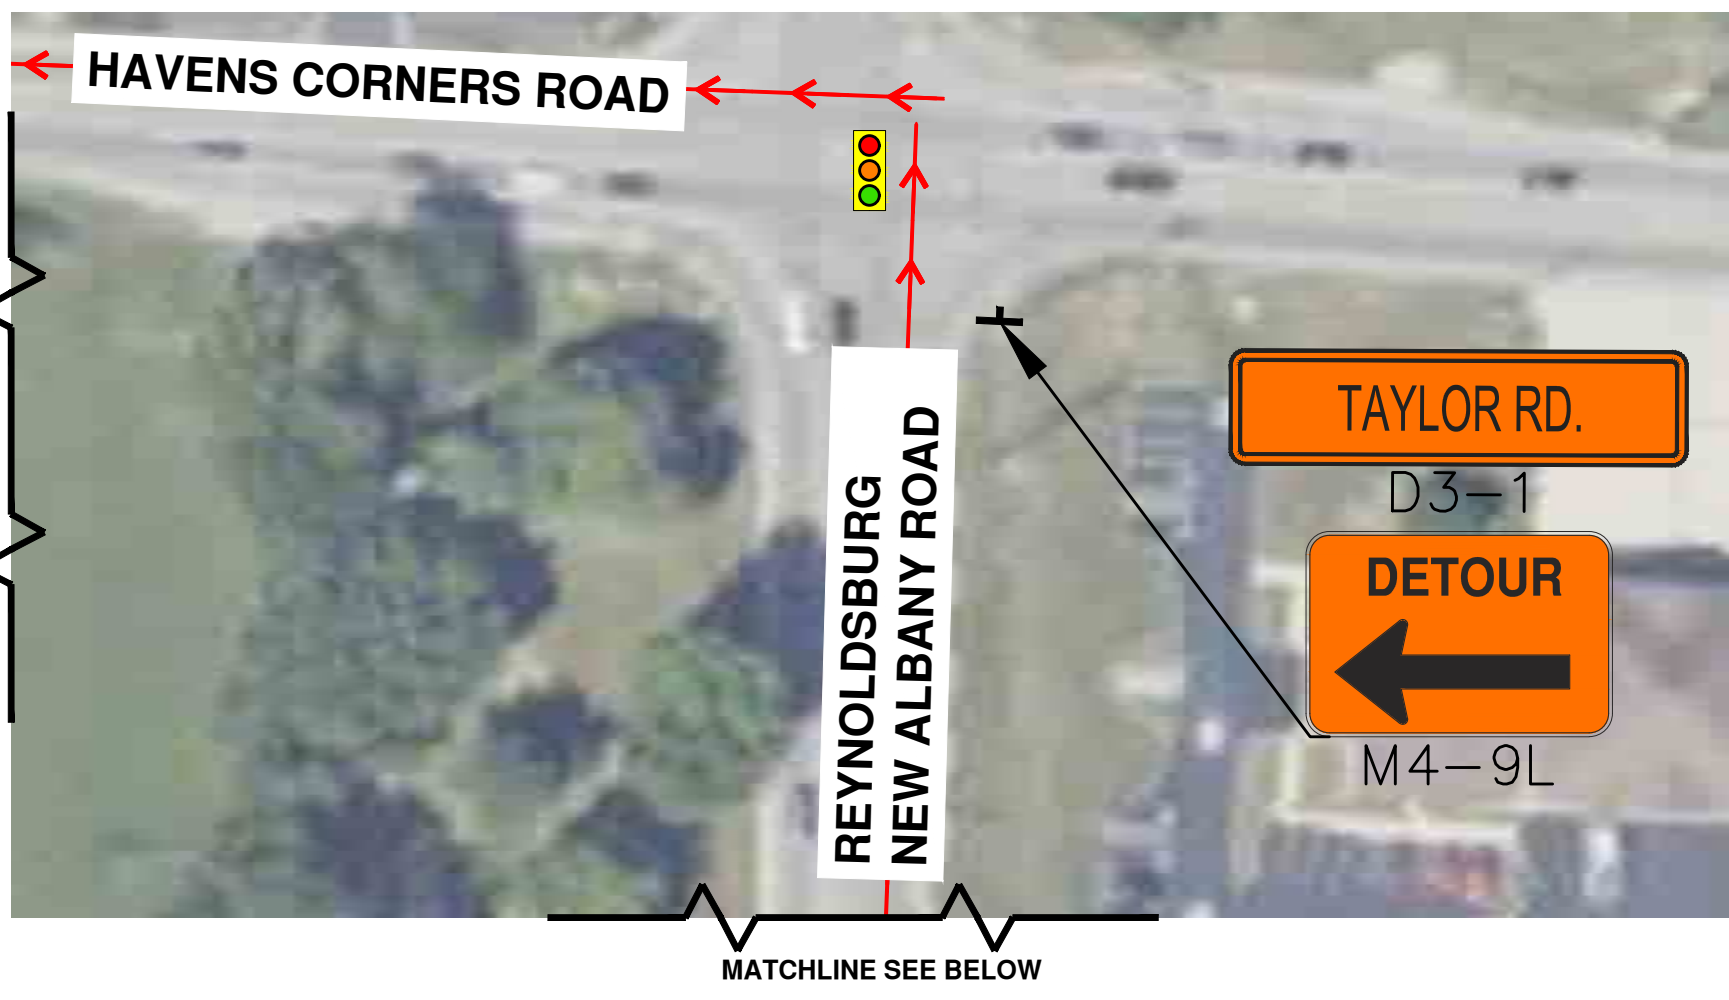 HAVENS CORNERS ROAD
REYNOLDSBURG
NEW ALBANY ROAD
TAYLOR RD.
D3-1
DETOUR
M4-9L
MATCHLINE SEE BELOW